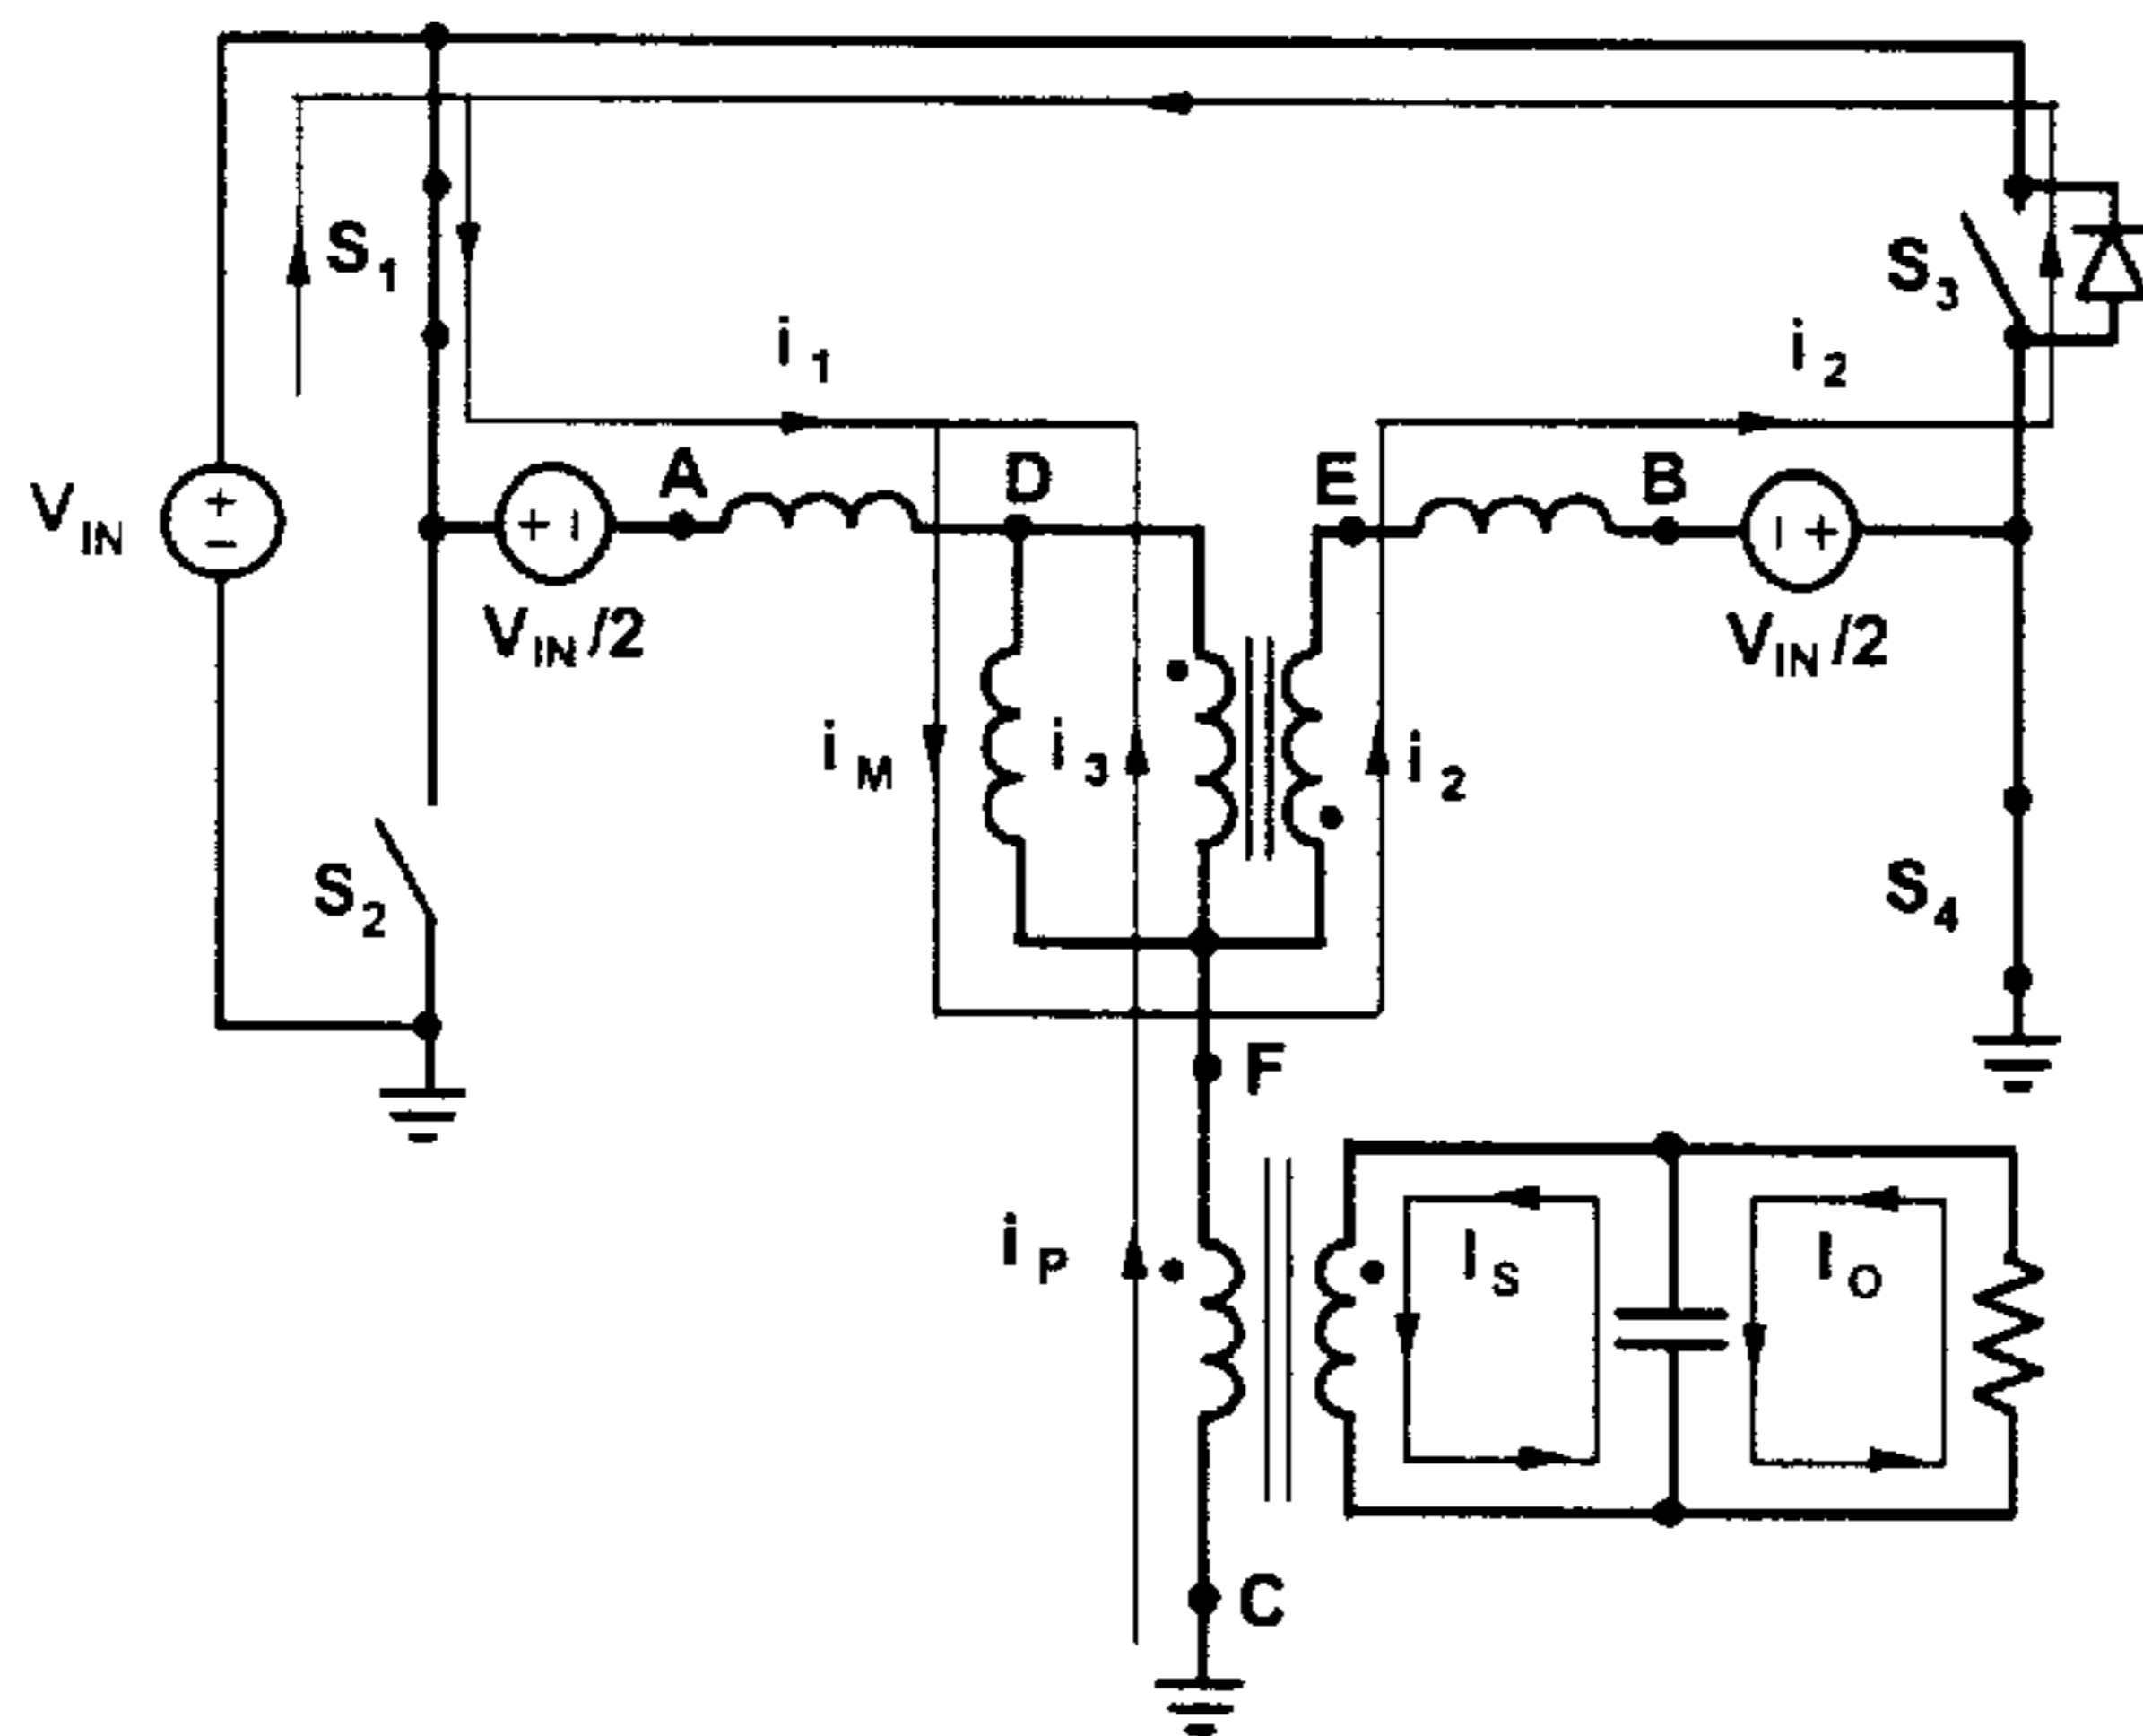 S1
i1
i2
S3
VIN
+
−
A
D
E
B
+ −
− +
VIN/2
VIN/2
iM
i3
i2
S2
S4
F
iP
IS
IO
C